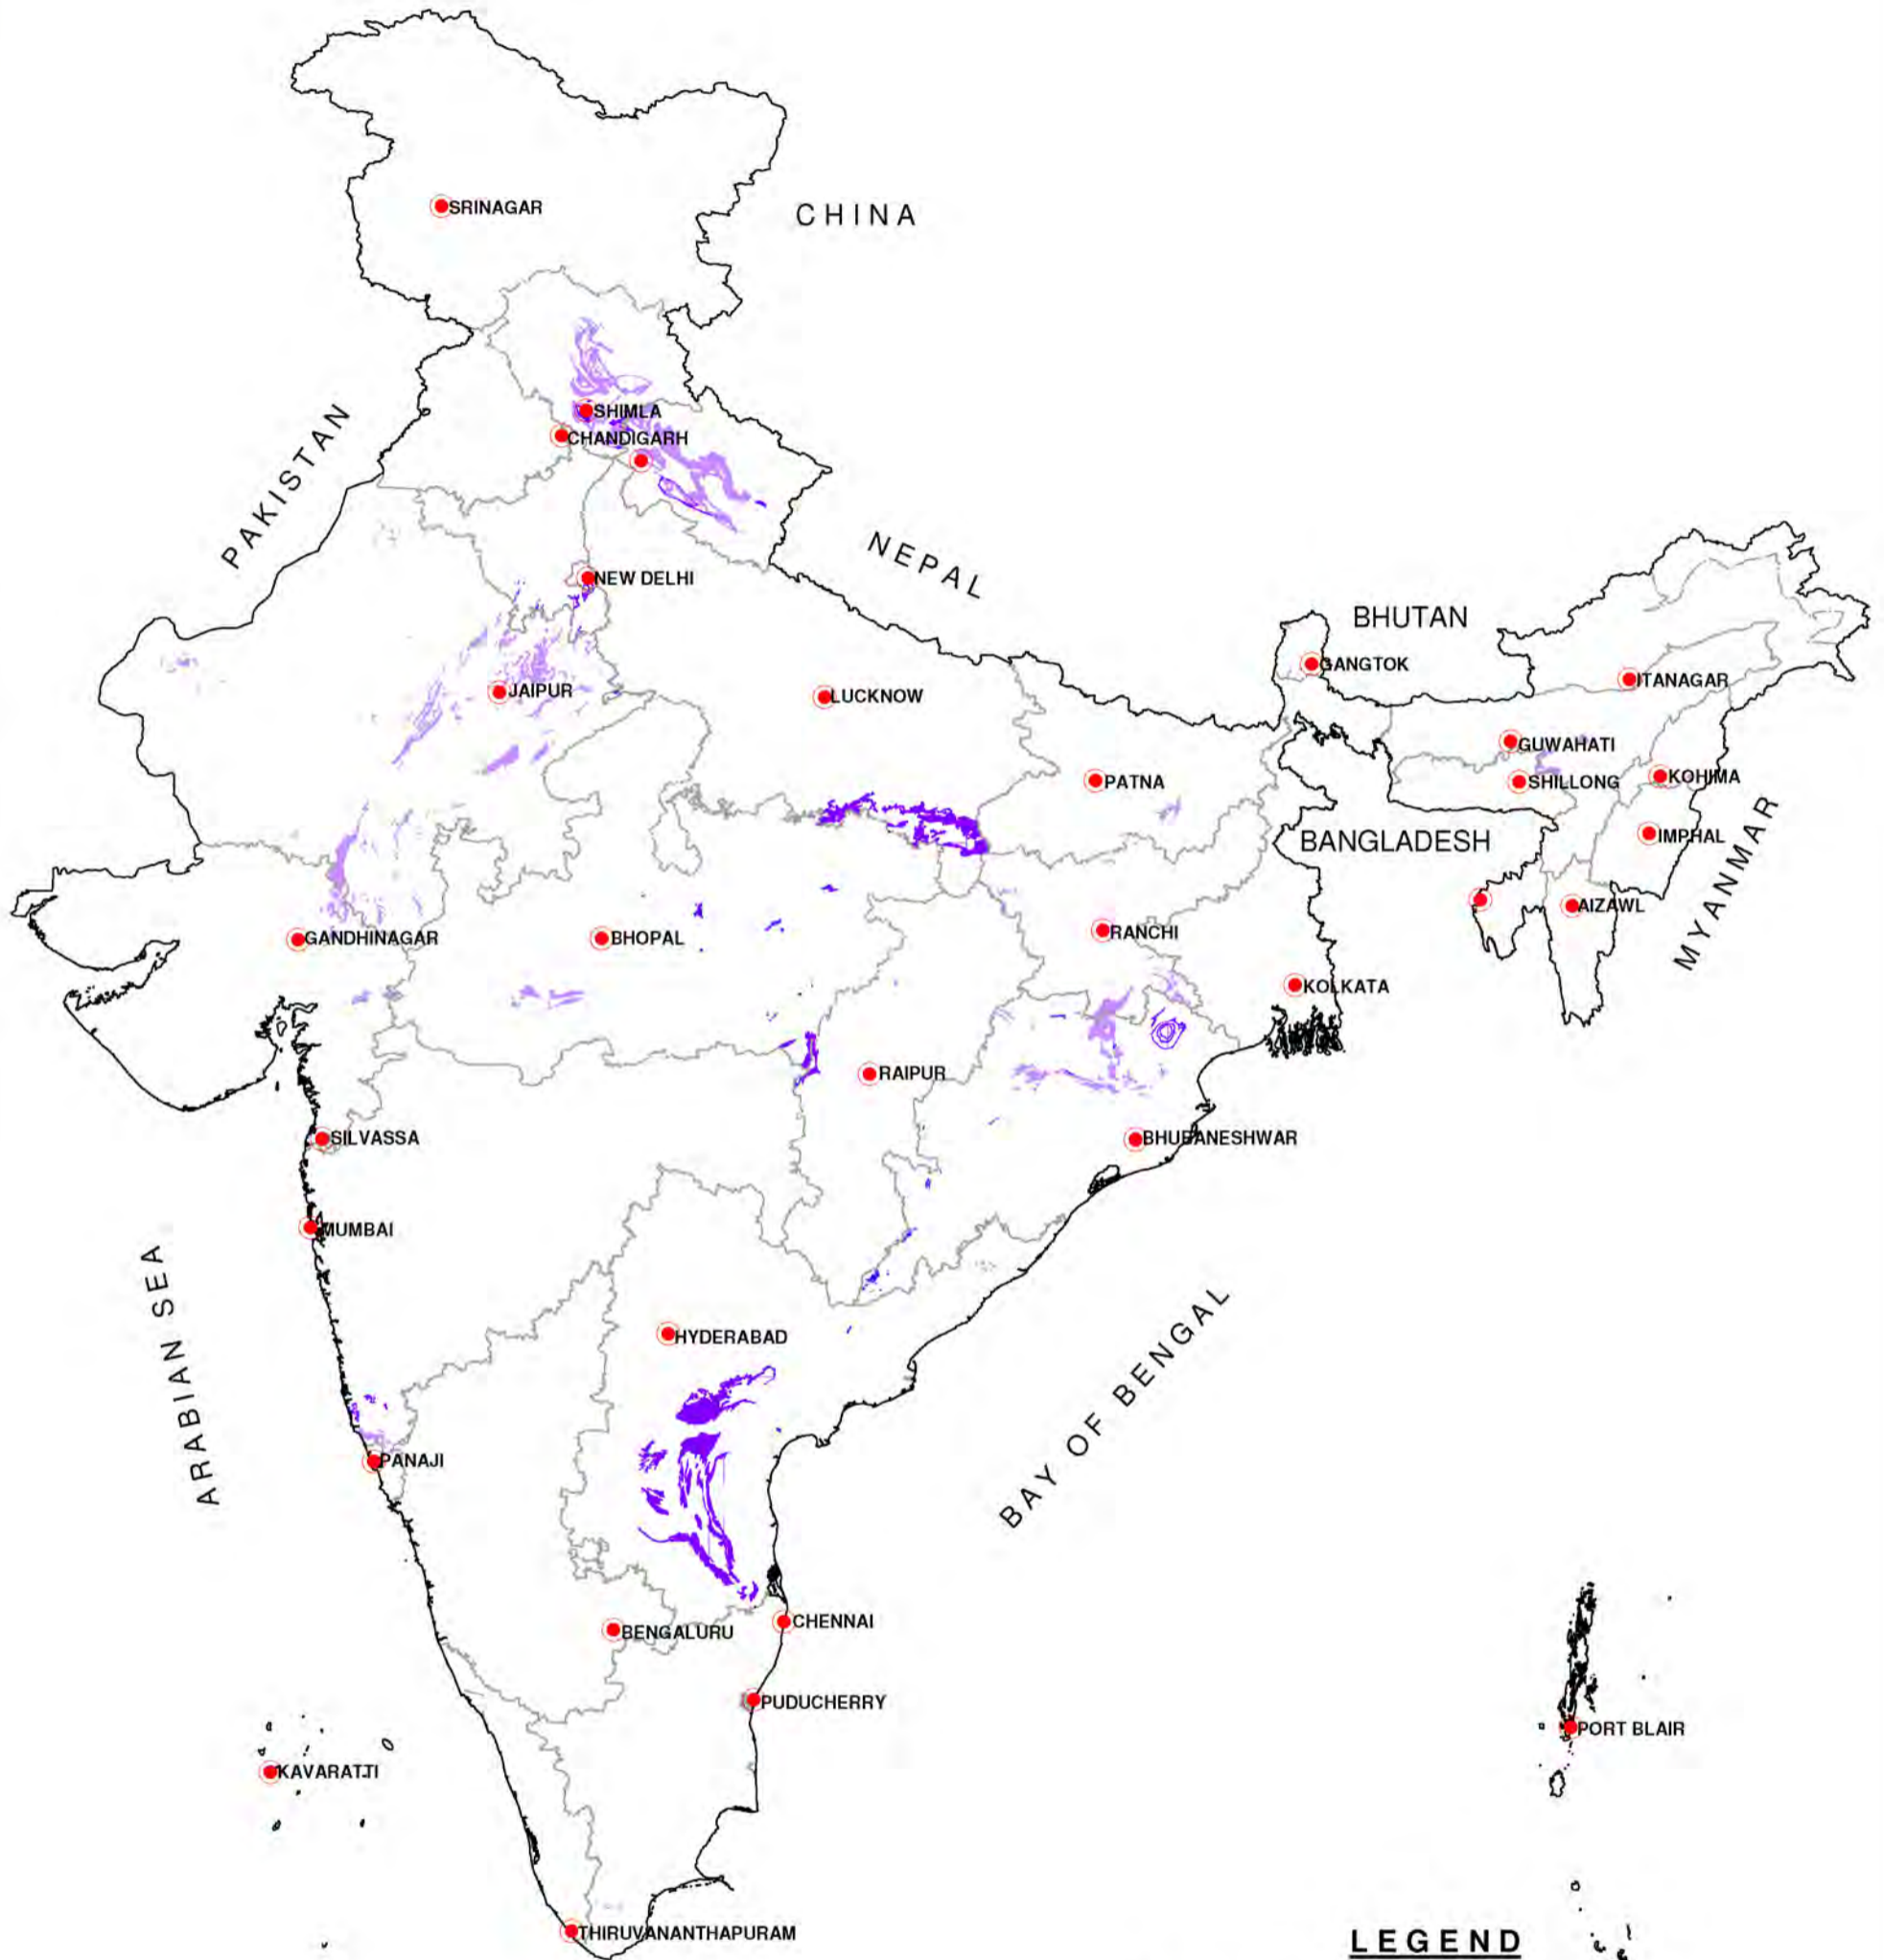 SRINAGAR
CHINA
SHIMLA
CHANDIGARH
PAKISTAN
NEPAL
NEW DELHI
BHUTAN
GANGTOK
ITANAGAR
JAIPUR
LUCKNOW
GUWAHATI
SHILLONG
KOHIMA
PATNA
BANGLADESH
IMPHAL
MYANMAR
AIZAWL
GANDHINAGAR
BHOPAL
RANCHI
KOLKATA
RAIPUR
SILVASSA
BHUBANESHWAR
MUMBAI
ARABIAN SEA
HYDERABAD
BAY OF BENGAL
PANAJI
BENGALURU
CHENNAI
PUDUCHERRY
PORT BLAIR
KAVARATTI
THIRUVANANTHAPURAM
LEGEND